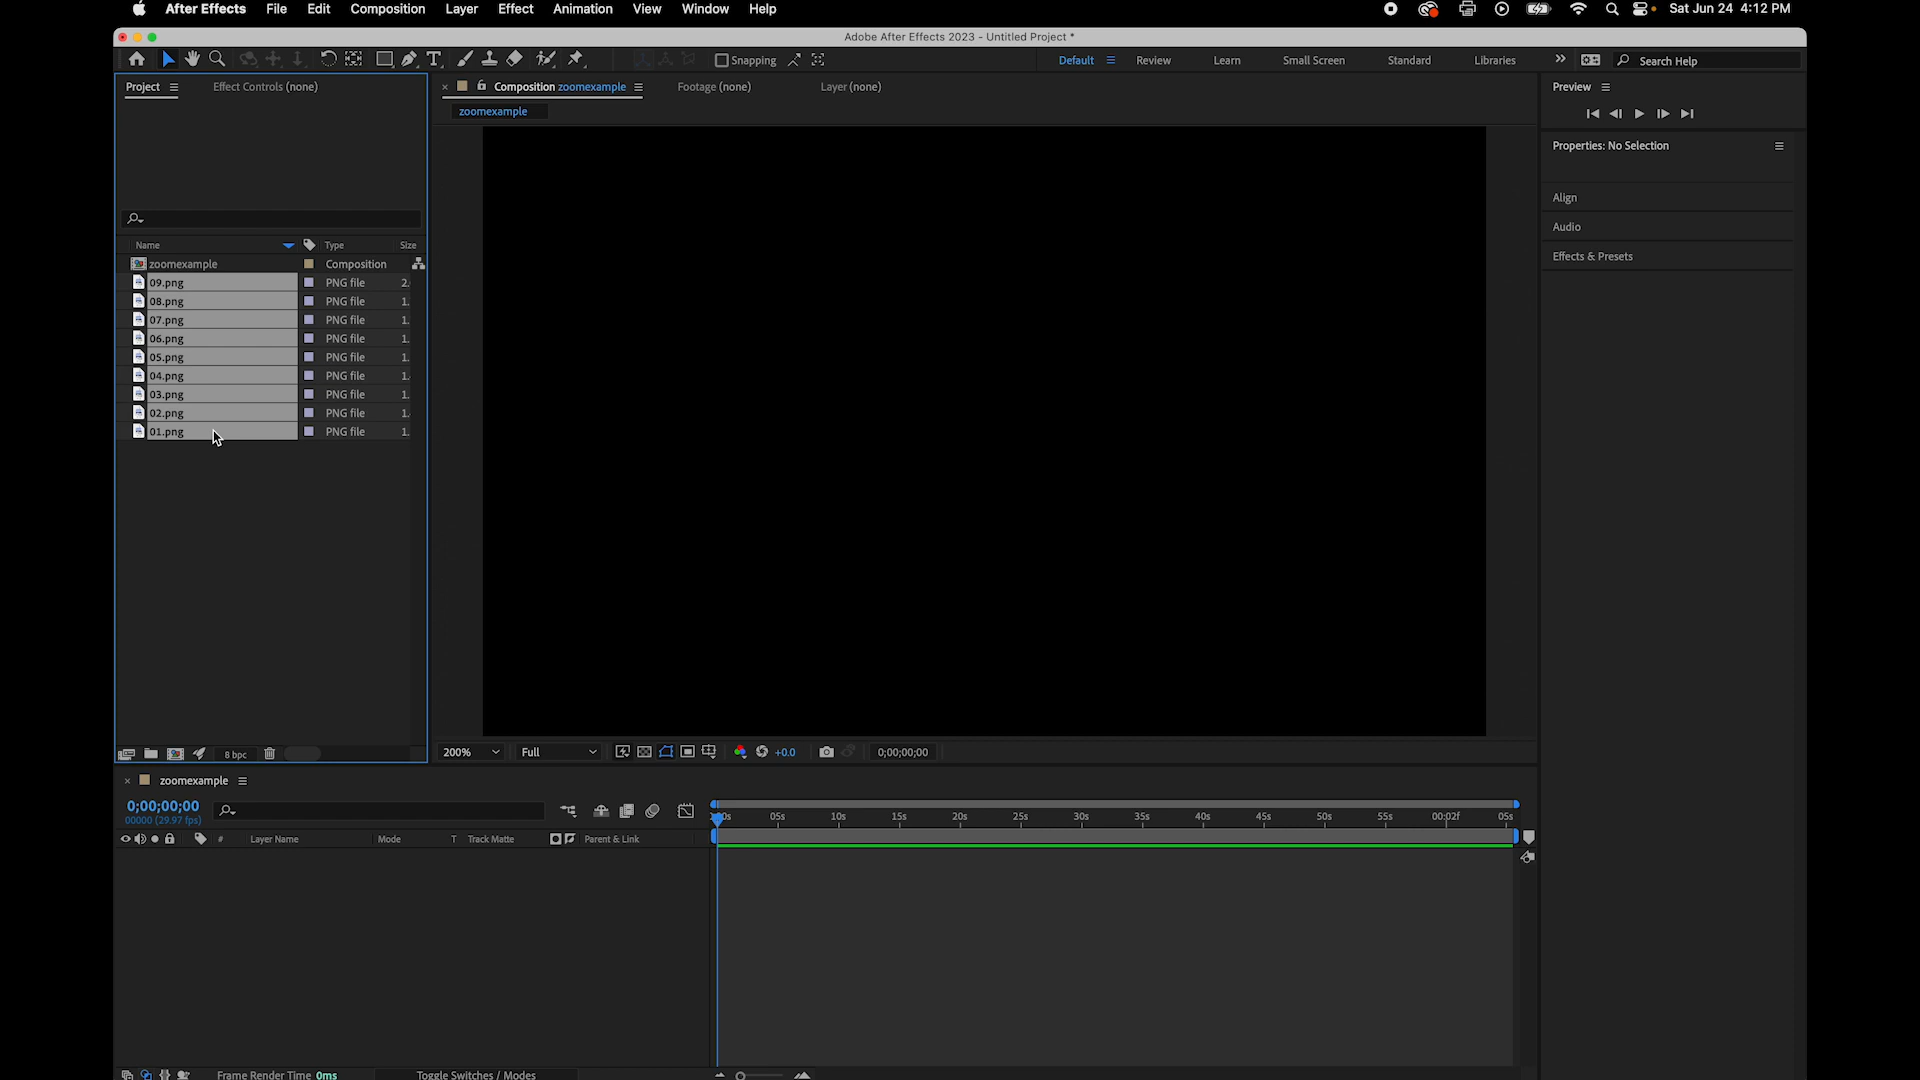 After Effects File Edit Composition Layer Effect Animation View Window Help Sat Jun 24 4:12 PM
Adobe After Effects 2023 - Untitled Project *
Snapping Default Review Learn Small Screen Standard Libraries Search Help
Project Effect Controls (none) Composition zoomexample Footage (none) Layer (none) Preview
zoomexample
Properties: No Selection
Align
Audio
Effects & Presets
Name Type Size
zoomexample Composition
09.png PNG file 2.
08.png PNG file 1.
07.png PNG file 1.
06.png PNG file 1.
05.png PNG file 1.
04.png PNG file 1.
03.png PNG file 1.
02.png PNG file 1.
01.png PNG file 1.
8 bpc 200% Full +0.0 0;00;00;00
zoomexample
0;00;00;00
00000 (29.97 fps)
05s 10s 15s 20s 25s 30s 35s 40s 45s 50s 55s 00:02f 05s
# Layer Name Mode T Track Matte Parent & Link
Frame Render Time 0ms Toggle Switches / Modes